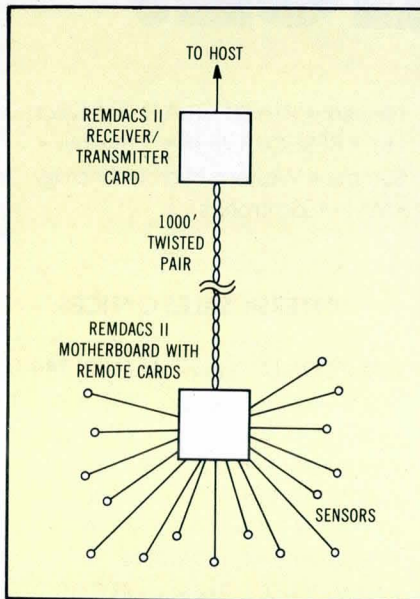 TO HOST
REMDACS II
RECEIVER/
TRANSMITTER
CARD
1000'
TWISTED
PAIR
REMDACS II
MOTHERBOARD WITH
REMOTE CARDS
SENSORS